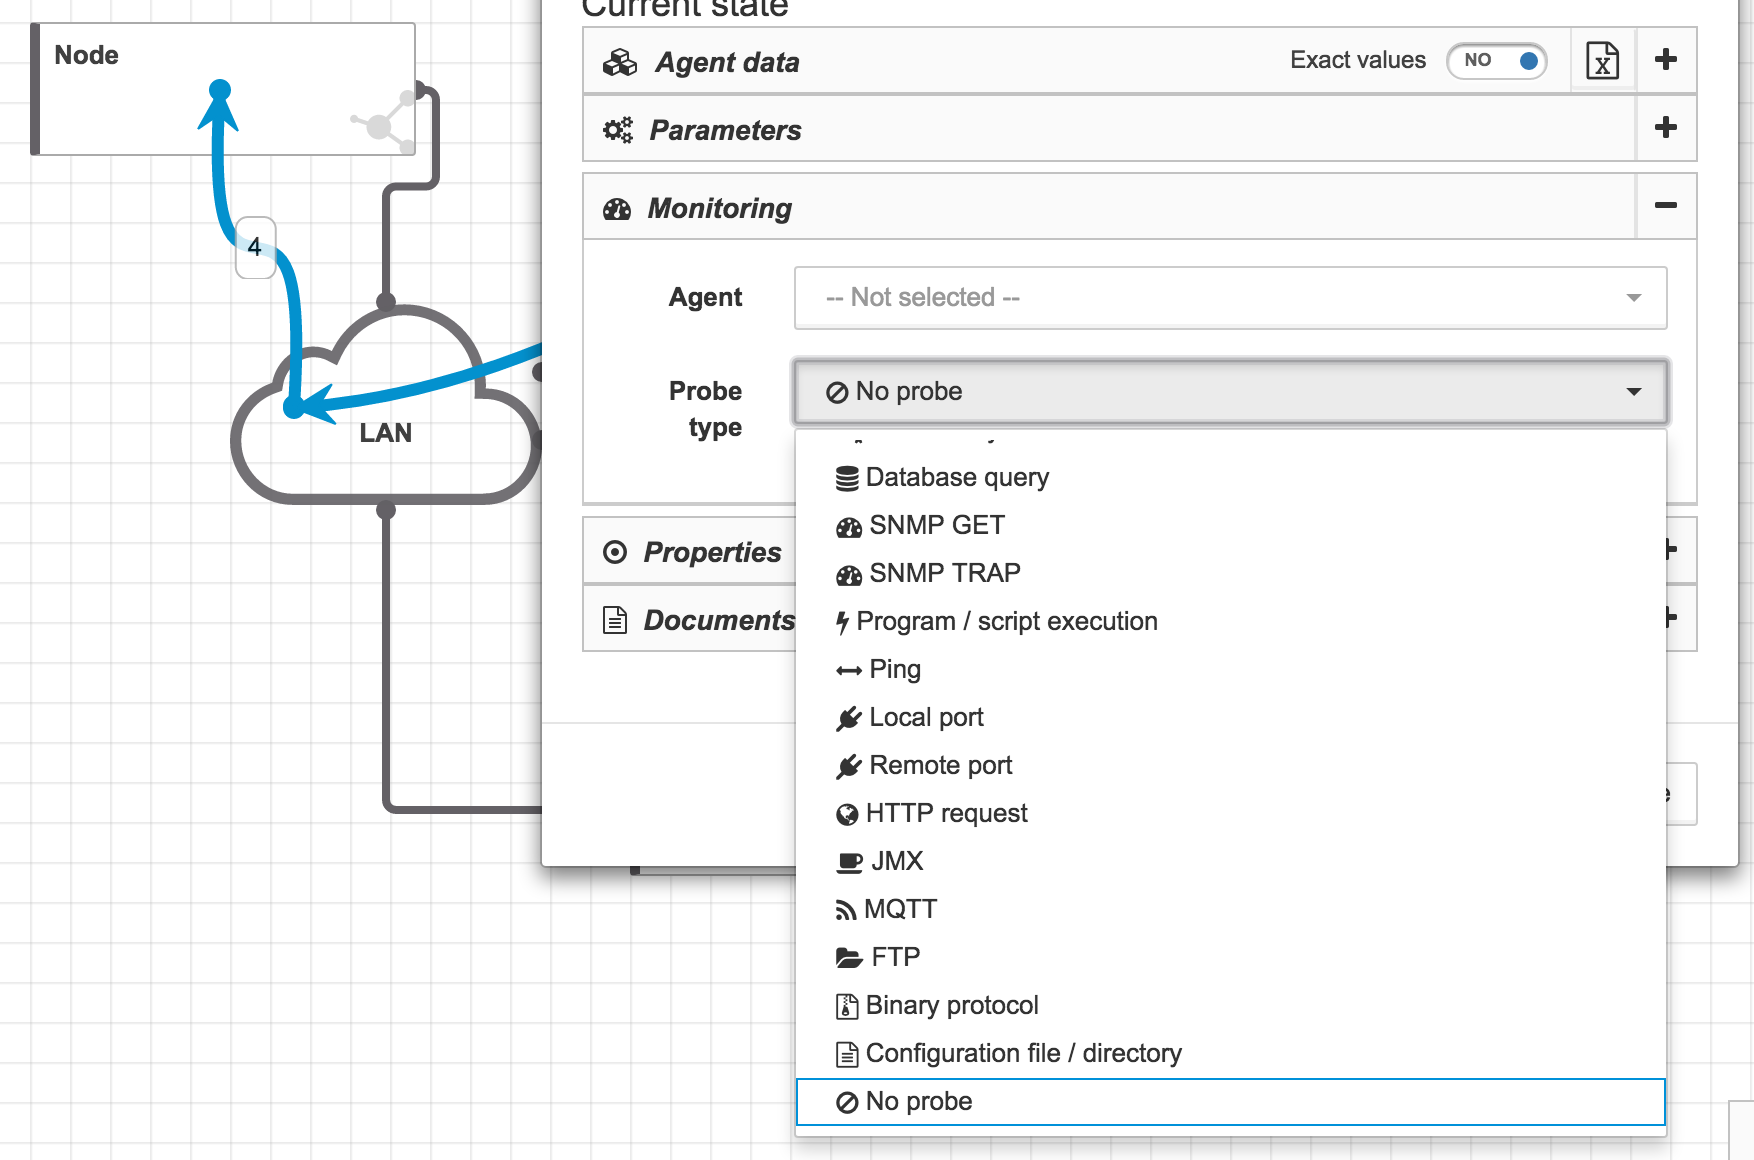 Current state
Node
Agent data
Exact values
NO
Parameters
Monitoring
4
Agent
-- Not selected --
Probe
type
No probe
LAN
Database query
SNMP GET
SNMP TRAP
Properties
Program / script execution
Documents
Ping
Local port
Remote port
HTTP request
JMX
MQTT
FTP
Binary protocol
Configuration file / directory
No probe